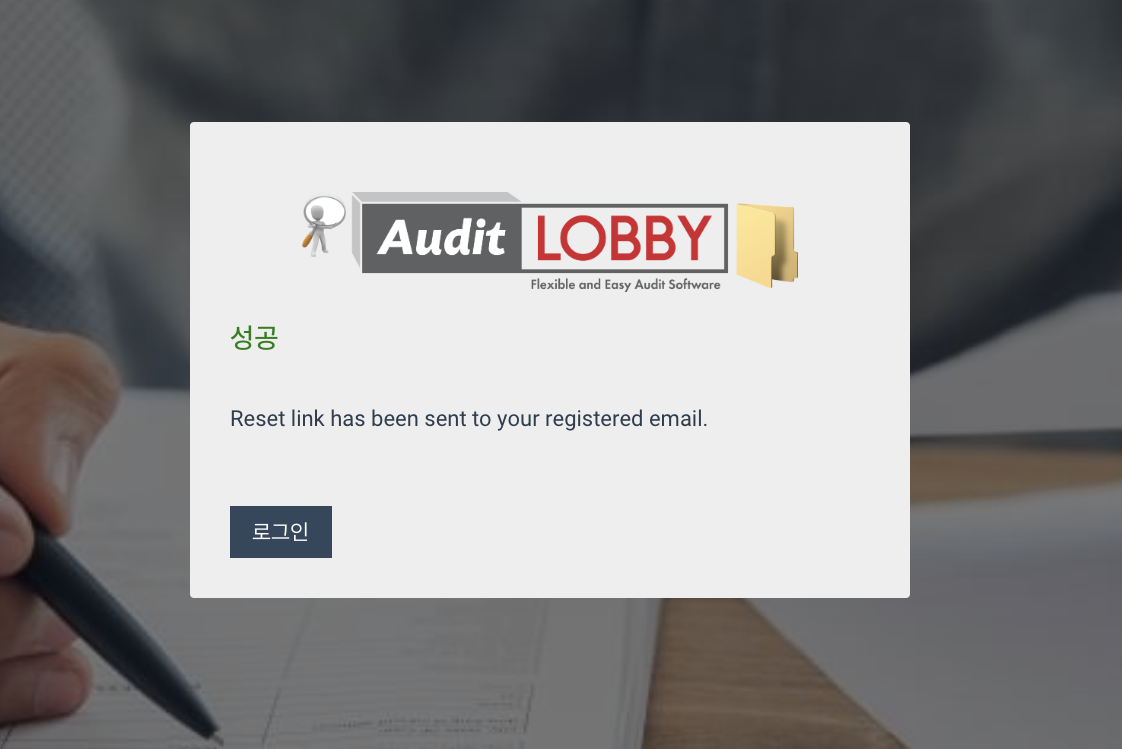 Audit LOBBY
Flexible and Easy Audit Software
성공
Reset link has been sent to your registered email.
로그인